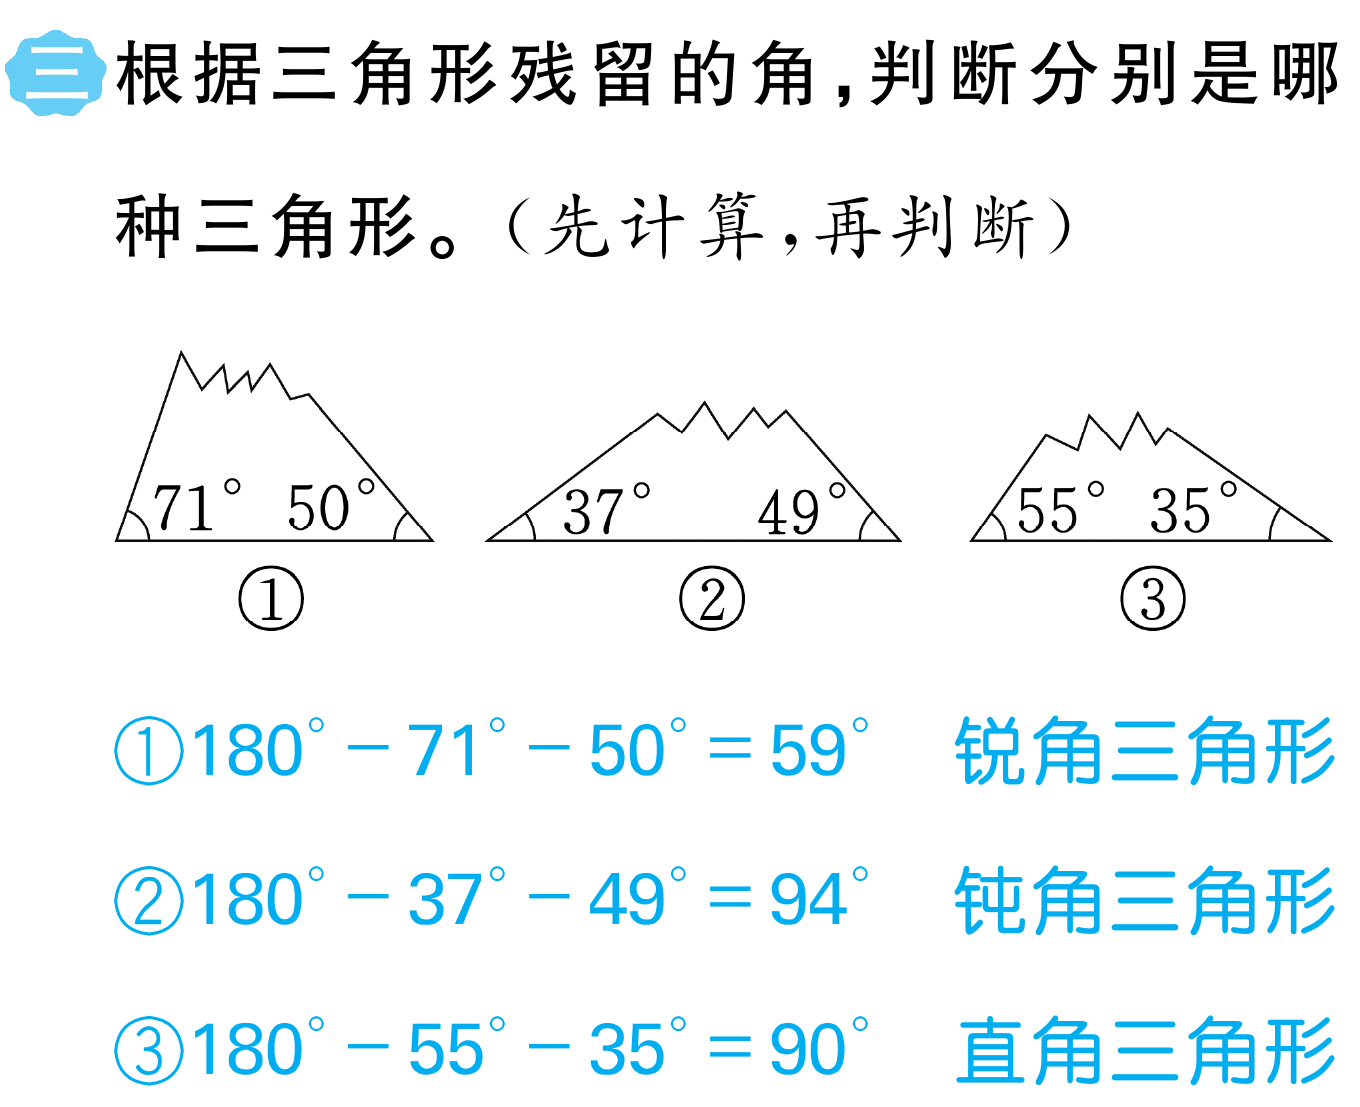 三 根据三角形残留的角,判断分别是哪
种三角形。(先计算,再判断)
71° 50° 37° 49° 55° 35°
① ② ③
①180° - 71° - 50° = 59° 锐角三角形
②180° - 37° - 49° = 94° 钝角三角形
③180° - 55° - 35° = 90° 直角三角形